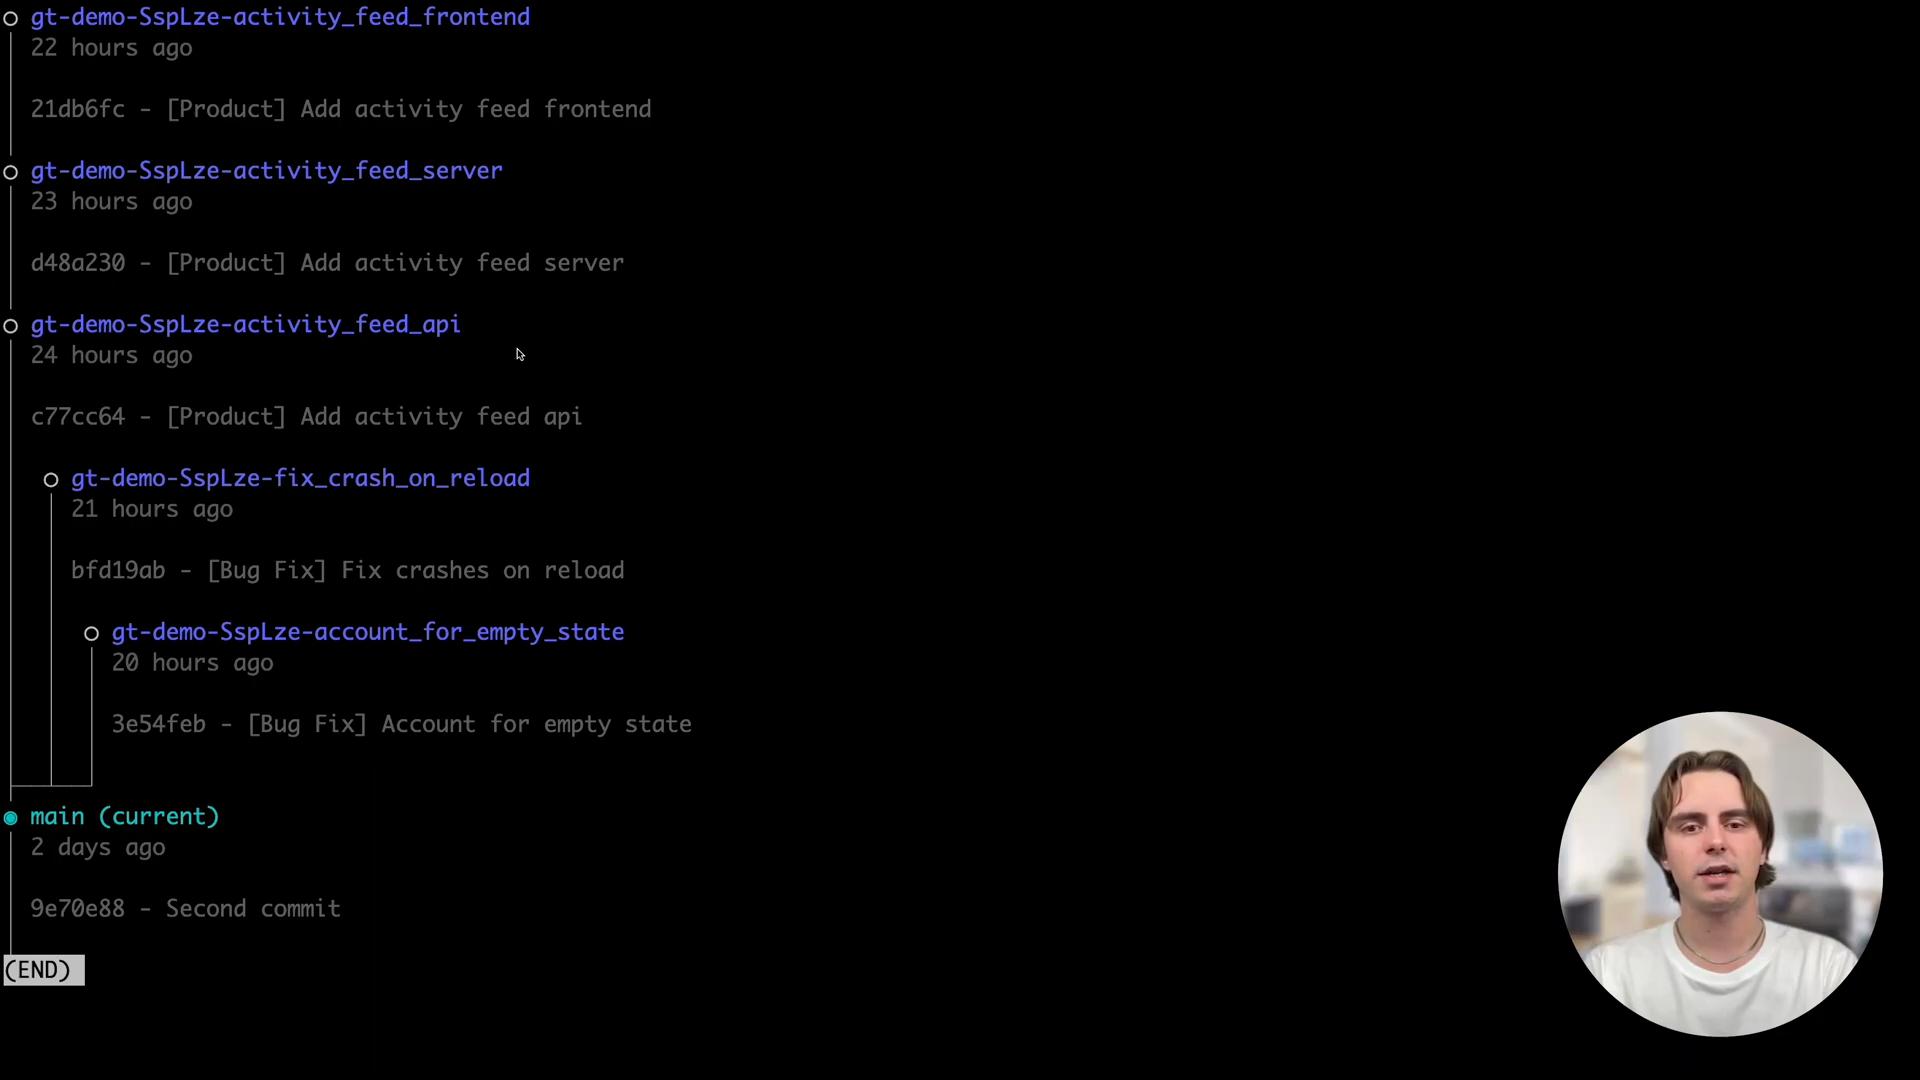 gt-demo-SspLze-activity_feed_frontend
22 hours ago
21db6fc - [Product] Add activity feed frontend
gt-demo-SspLze-activity_feed_server
23 hours ago
d48a230 - [Product] Add activity feed server
gt-demo-SspLze-activity_feed_api
24 hours ago
c77cc64 - [Product] Add activity feed api
gt-demo-SspLze-fix_crash_on_reload
21 hours ago
bfd19ab - [Bug Fix] Fix crashes on reload
gt-demo-SspLze-account_for_empty_state
20 hours ago
3e54feb - [Bug Fix] Account for empty state
main (current)
2 days ago
9e70e88 - Second commit
(END)